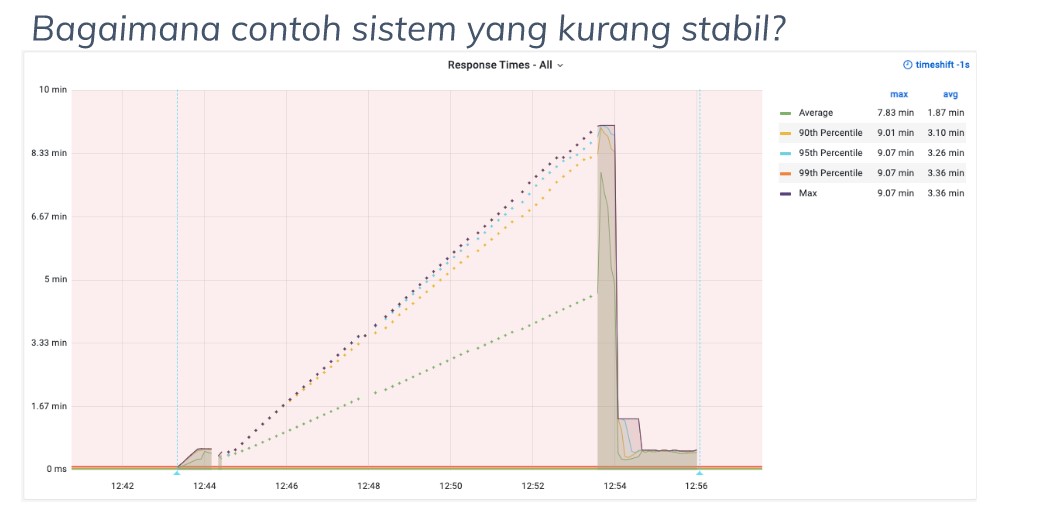 Bagaimana contoh sistem yang kurang stabil?
Response Times - All
timeshift -1s
10 min
8.33 min
6.67 min
5 min
3.33 min
1.67 min
0 ms
12:42 12:44 12:46 12:48 12:50 12:52 12:54 12:56
max avg
Average 7.83 min 1.87 min
90th Percentile 9.01 min 3.10 min
95th Percentile 9.07 min 3.26 min
99th Percentile 9.07 min 3.36 min
Max 9.07 min 3.36 min